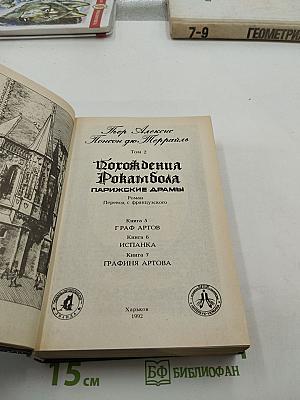 7-9
ГЕОМЕТРИ
Пьер Алексис
Понсон дю Террайль
Том 2
Похождения
Рокамболя
ПАРИЖСКИЕ ДРАМЫ
Роман
Перевод с французского
Книга 5
ГРАФ АРТОВ
Книга 6
ИСПАНКА
Книга 7
ГРАФИНЯ АРТОВА
Харьков
1992
15 см
БФ БИБЛИОФАН